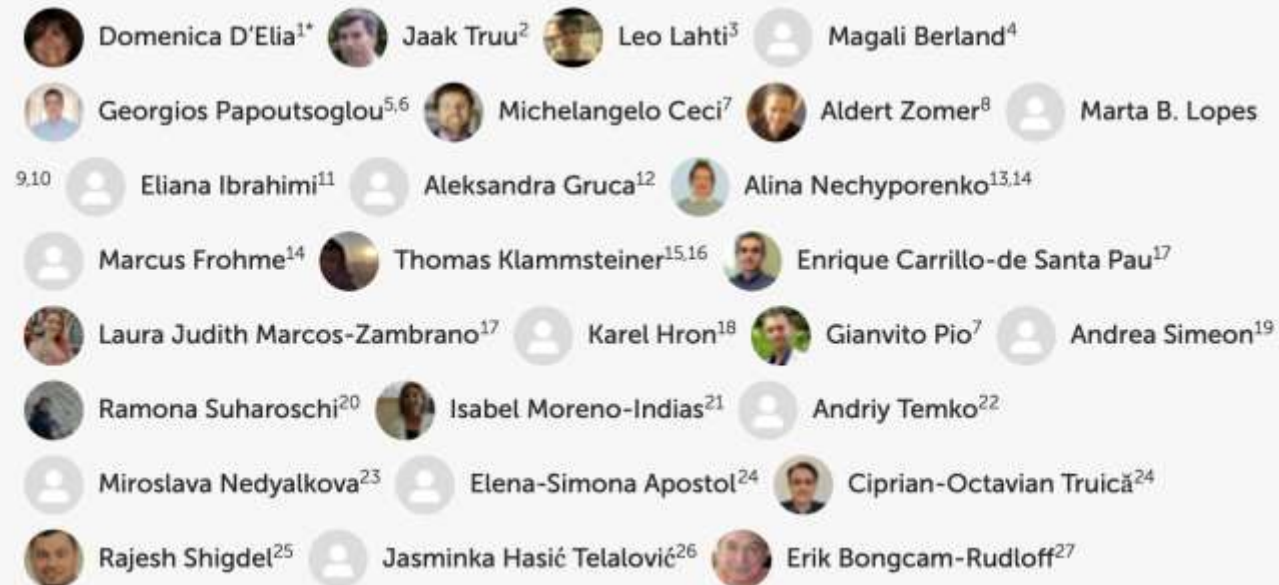 Domenica D'Elia1* Jaak Truu2 Leo Lahti3 Magali Berland4
Georgios Papoutsoglou5,6 Michelangelo Ceci7 Aldert Zomer8 Marta B. Lopes
9,10 Eliana Ibrahimi11 Aleksandra Gruca12 Alina Nechyporenko13,14
Marcus Frohme14 Thomas Klammsteiner15,16 Enrique Carrillo-de Santa Pau17
Laura Judith Marcos-Zambrano17 Karel Hron18 Gianvito Pio7 Andrea Simeon19
Ramona Suharoschi20 Isabel Moreno-Indias21 Andriy Temko22
Miroslava Nedyalkova23 Elena-Simona Apostol24 Ciprian-Octavian Truică24
Rajesh Shigdel25 Jasminka Hasić Telalović26 Erik Bongcam-Rudloff27